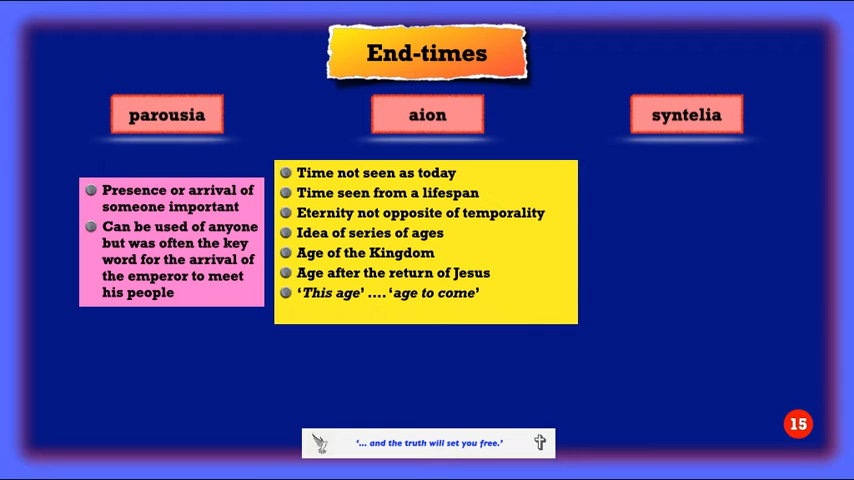 End-times
parousia
aion
syntelia
Presence or arrival of
someone important
Can be used of anyone
but was often the key
word for the arrival of
the emperor to meet
his people
Time not seen as today
Time seen from a lifespan
Eternity not opposite of temporality
Idea of series of ages
Age of the Kingdom
Age after the return of Jesus
‘This age’ .... ‘age to come’
15
‘... and the truth will set you free.’